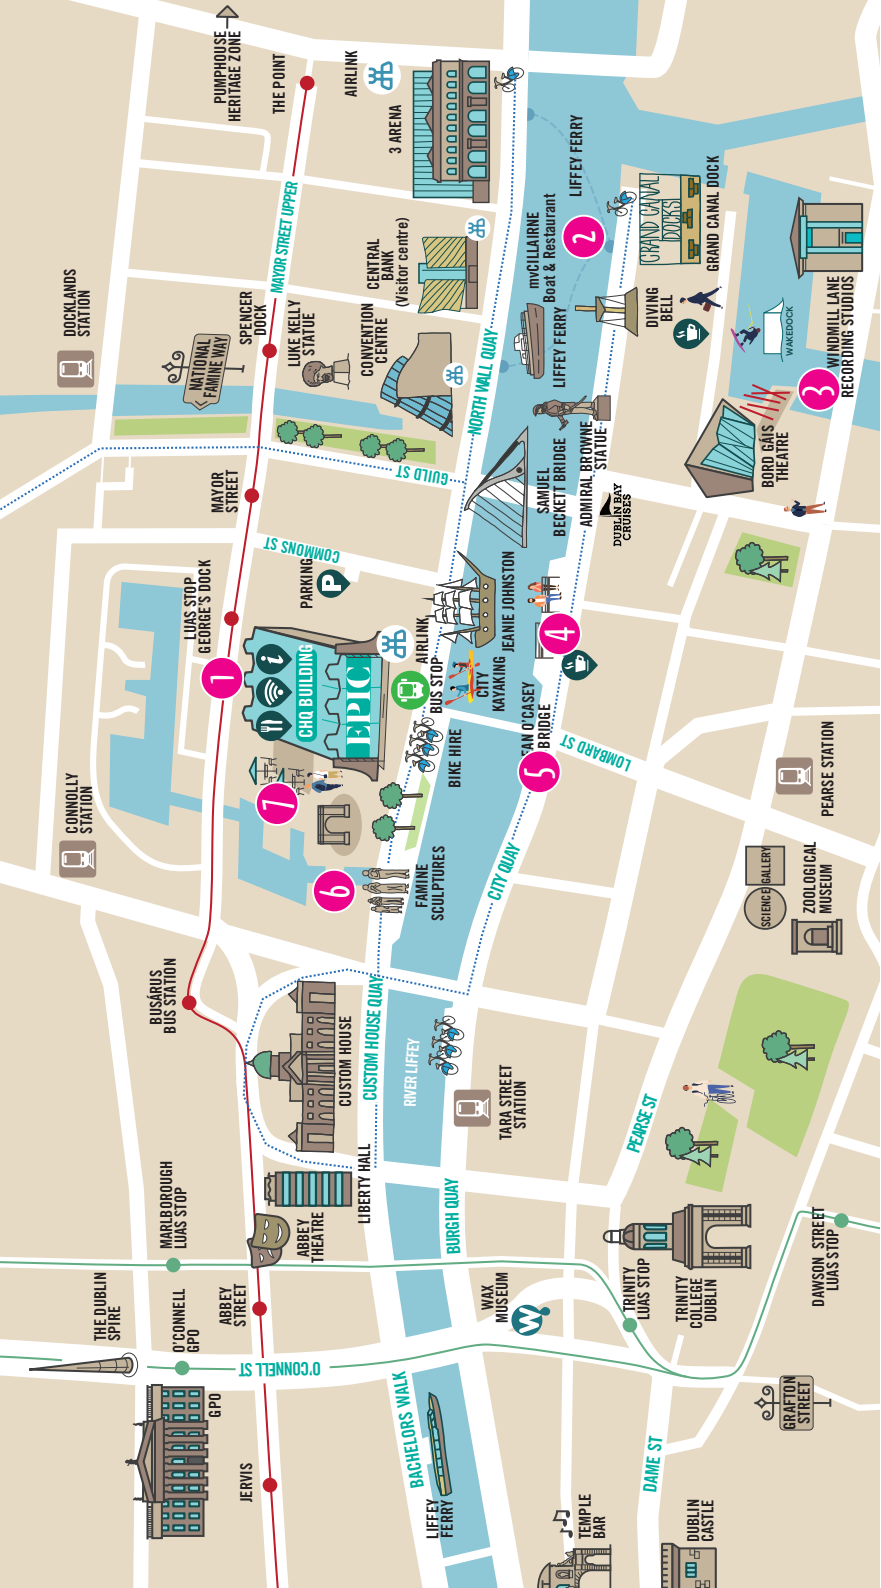 PUMPHOUSE
HERITAGE ZONE
THE POINT
AIRLINK
3 ARENA
MAYOR STREET UPPER
CENTRAL
BANK
(Visitor centre)
DOCKLANDS
STATION
SPENCER
DOCK
LUKE KELLY
STATUE
CONVENTION
CENTRE
NATIONAL
FAMINE WAY
NORTH WALL QUAY
GUILD ST
MAYOR
STREET
COMMONS ST
PARKING
P
LUAS STOP
GEORGE'S DOCK
1
i
CHQ BUILDING
EPIC
AIRLINK
BUS STOP
BIKE HIRE
7
6
FAMINE
SCULPTURES
CONNOLLY
STATION
BUSÁRUS
BUS STATION
CUSTOM HOUSE
CUSTOM HOUSE QUAY
LIBERTY HALL
ABBEY
THEATRE
MARLBOROUGH
LUAS STOP
ABBEY
STREET
THE DUBLIN
SPIRE
O'CONNELL
GPO
O'CONNELL ST
GPO
JERVIS
BACHELORS WALK
LIFFEY
FERRY
LIFFEY FERRY
mvCILLAIRNE
Boat & Restaurant
2
LIFFEY FERRY
GRAND CANAL
DOCKS
GRAND CANAL DOCK
DIVING
BELL
WAKEDOCK
WINDMILL LANE
RECORDING STUDIOS
3
BORD GÁIS
THEATRE
SAMUEL
BECKETT BRIDGE
ADMIRAL BROWNE
STATUE
DUBLIN BAY
CRUISES
JEANIE JOHNSTON
CITY
KAYAKING
4
BRIDGE
5
LOMBARD ST
CITY QUAY
PEARSE STATION
SCIENCE GALLERY
ZOOLOGICAL
MUSEUM
RIVER LIFFEY
TARA STREET
STATION
PEARSE ST
BURGH QUAY
WAX
MUSEUM
W
TRINITY
LUAS STOP
TRINITY
COLLEGE
DUBLIN
DAWSON STREET
LUAS STOP
GRAFTON
STREET
DAME ST
TEMPLE
BAR
DUBLIN
CASTLE